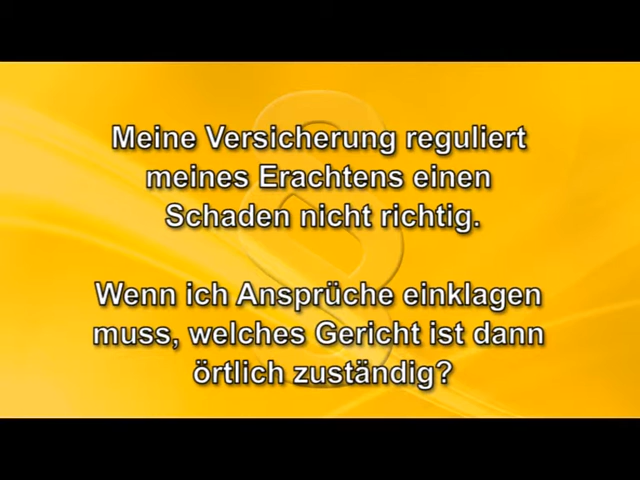 Meine Versicherung reguliert
meines Erachtens einen
Schaden nicht richtig.
Wenn ich Ansprüche einklagen
muss, welches Gericht ist dann
örtlich zuständig?